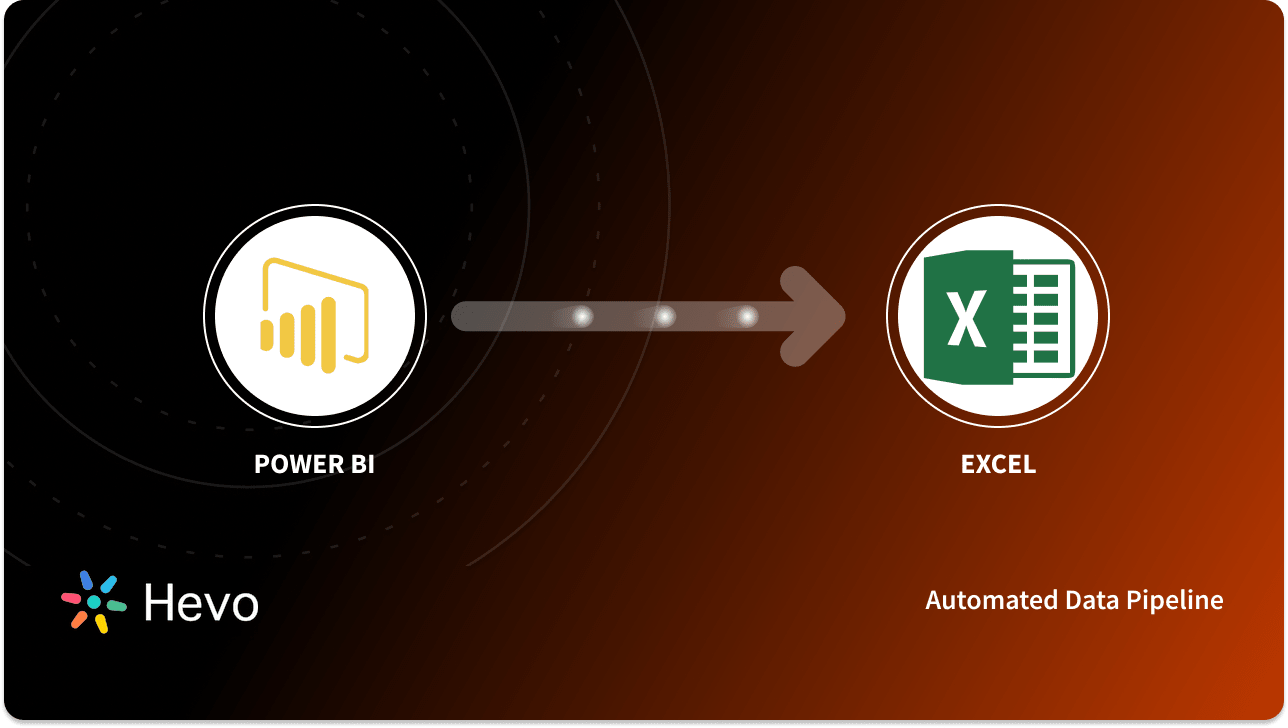 POWER BI
EXCEL
Hevo
Automated Data Pipeline